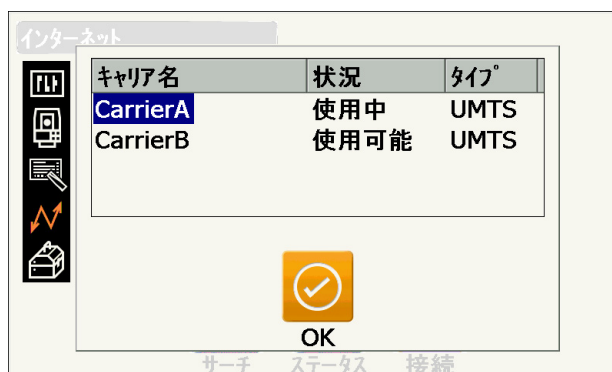 インターネット
キャリア名 状況 ﾀｲﾌﾟ
CarrierA 使用中 UMTS
CarrierB 使用可能 UMTS
OK
サーチ ステータス 接続